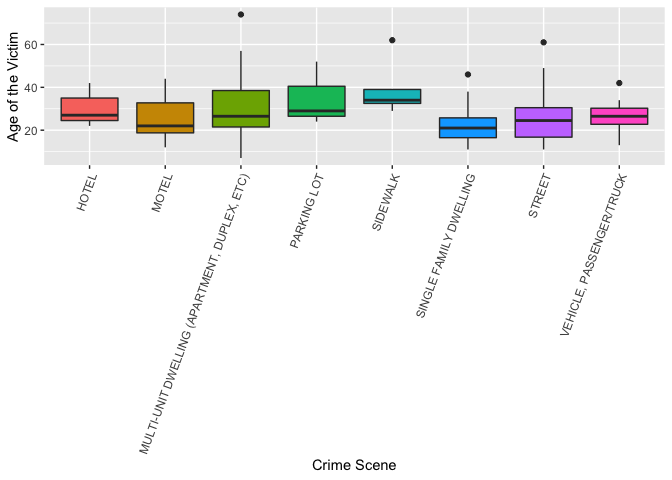 Age of the Victim
60
40
20
HOTEL
MOTEL
MULTI-UNIT DWELLING (APARTMENT, DUPLEX, ETC)
PARKING LOT
SIDEWALK
SINGLE FAMILY DWELLING
STREET
VEHICLE, PASSENGER/TRUCK
Crime Scene